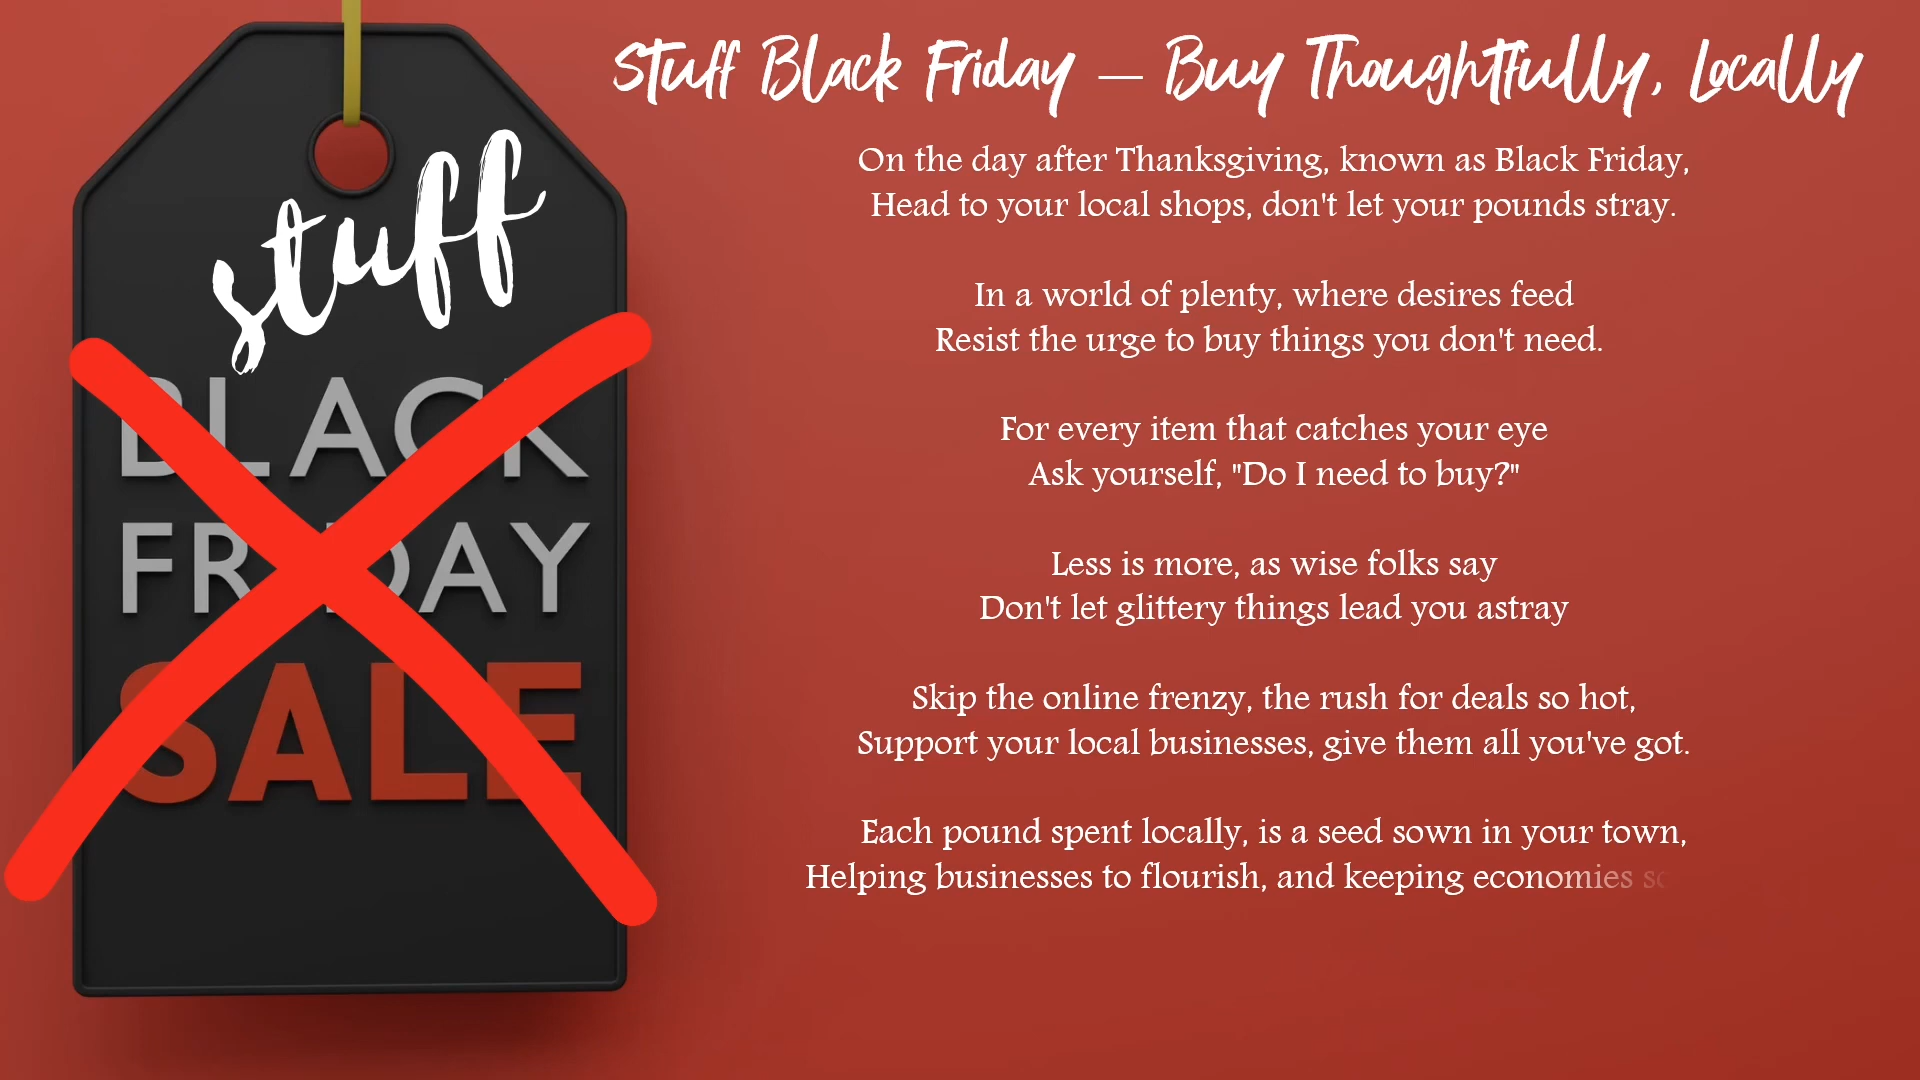 stuff
BLACK
FRIDAY
SALE
Stuff Black Friday — Buy Thoughtfully, Locally
On the day after Thanksgiving, known as Black Friday,
Head to your local shops, don't let your pounds stray.
In a world of plenty, where desires feed
Resist the urge to buy things you don't need.
For every item that catches your eye
Ask yourself, "Do I need to buy?"
Less is more, as wise folks say
Don't let glittery things lead you astray
Skip the online frenzy, the rush for deals so hot,
Support your local businesses, give them all you've got.
Each pound spent locally, is a seed sown in your town,
Helping businesses to flourish, and keeping economies